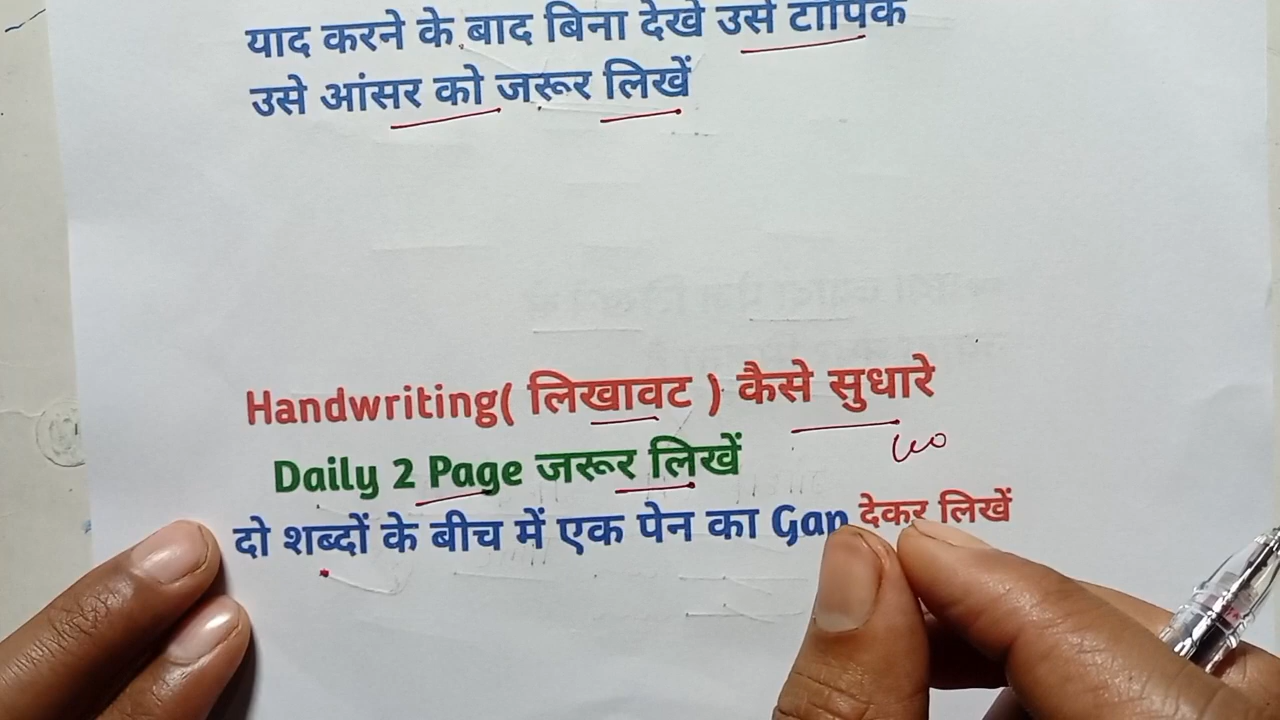 याद करने के बाद बिना देखे उसे टॉपिक
उसे आंसर को जरूर लिखें
Handwriting( लिखावट ) कैसे सुधारे
Daily 2 Page जरूर लिखें
दो शब्दों के बीच में एक पेन का Gap देकर लिखें